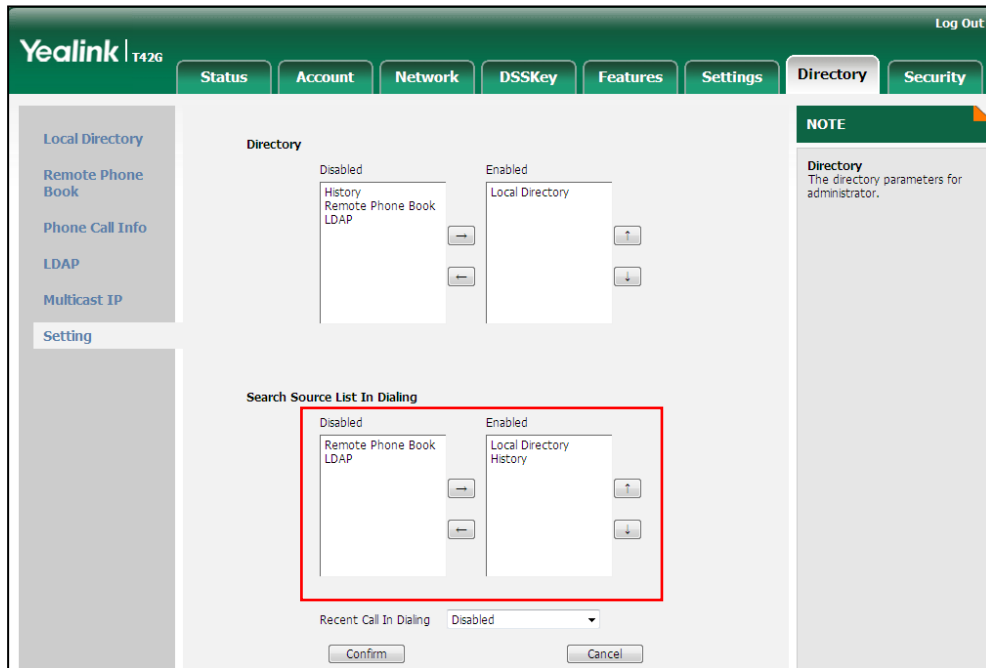 Log Out
Yealink T42G
Status Account Network DSSKey Features Settings Directory Security
Local Directory
Remote Phone
Book
Phone Call Info
LDAP
Multicast IP
Setting
Directory
Disabled Enabled
History
Remote Phone Book
LDAP
Local Directory
→ ↑
← ↓
Search Source List In Dialing
Disabled Enabled
Remote Phone Book
LDAP
Local Directory
History
→ ↑
← ↓
Recent Call In Dialing Disabled
Confirm Cancel
NOTE
Directory
The directory parameters for
administrator.